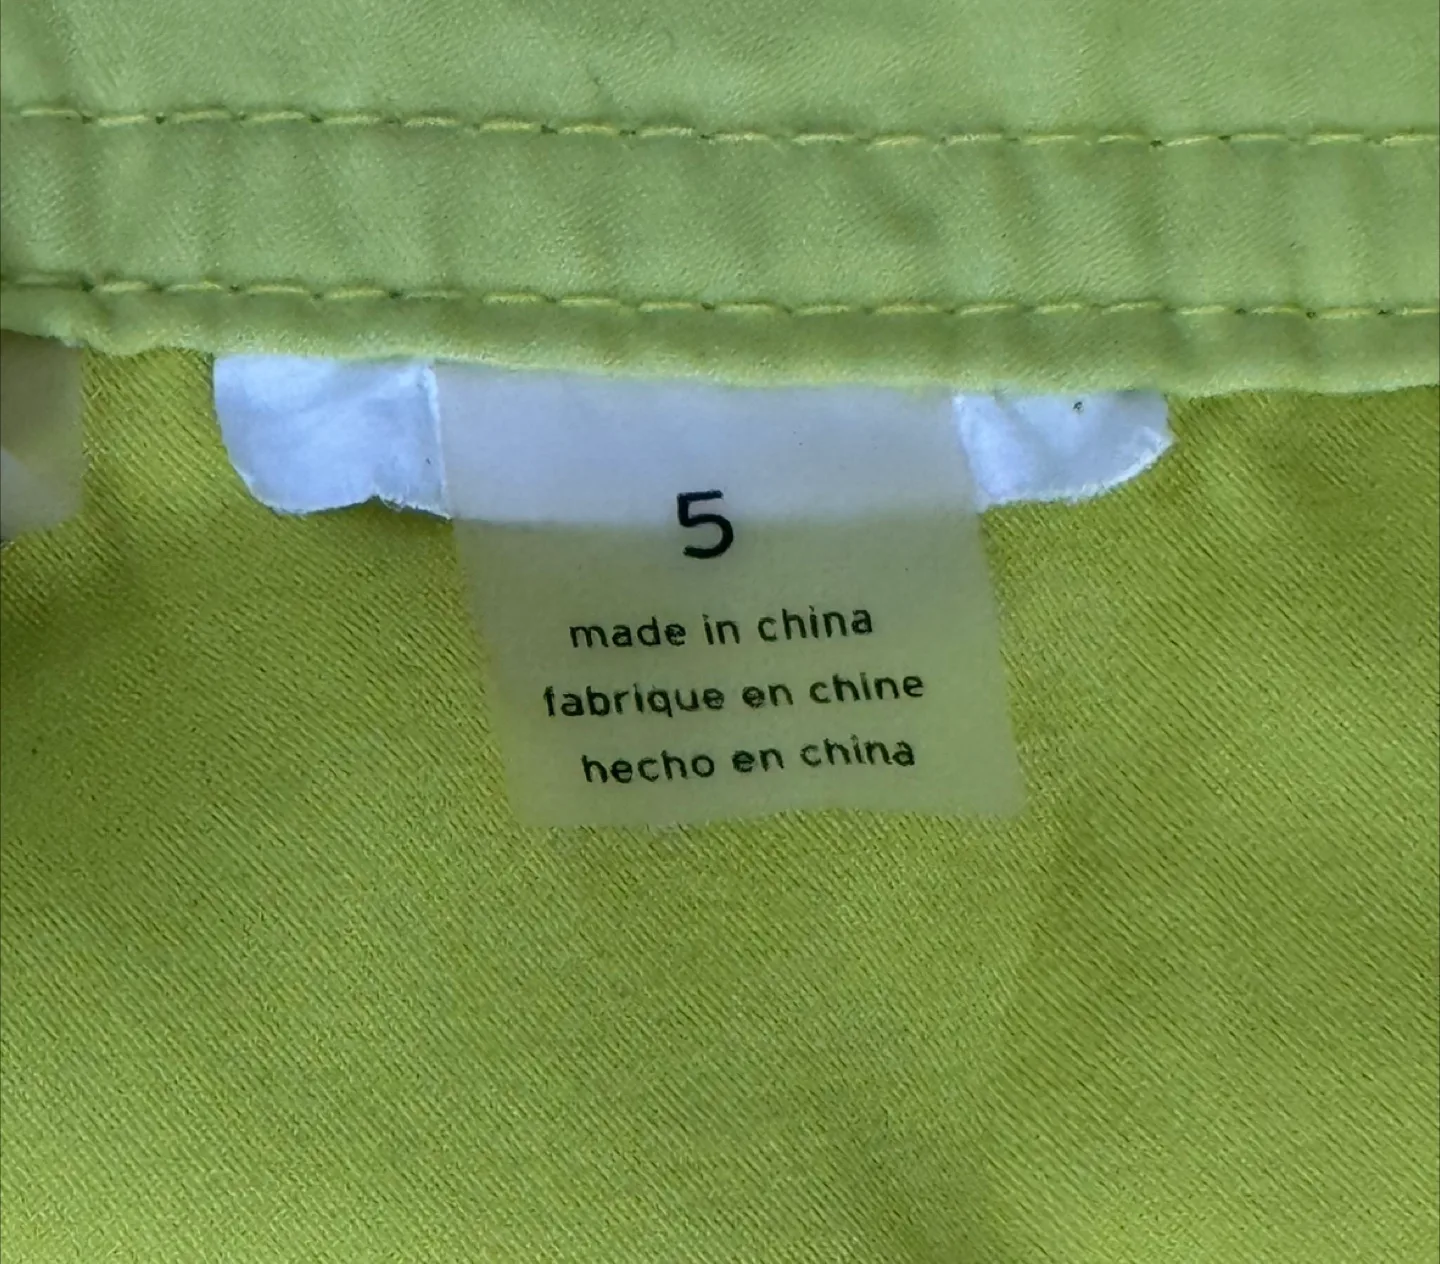 5
made in china
fabrique en chine
hecho en china